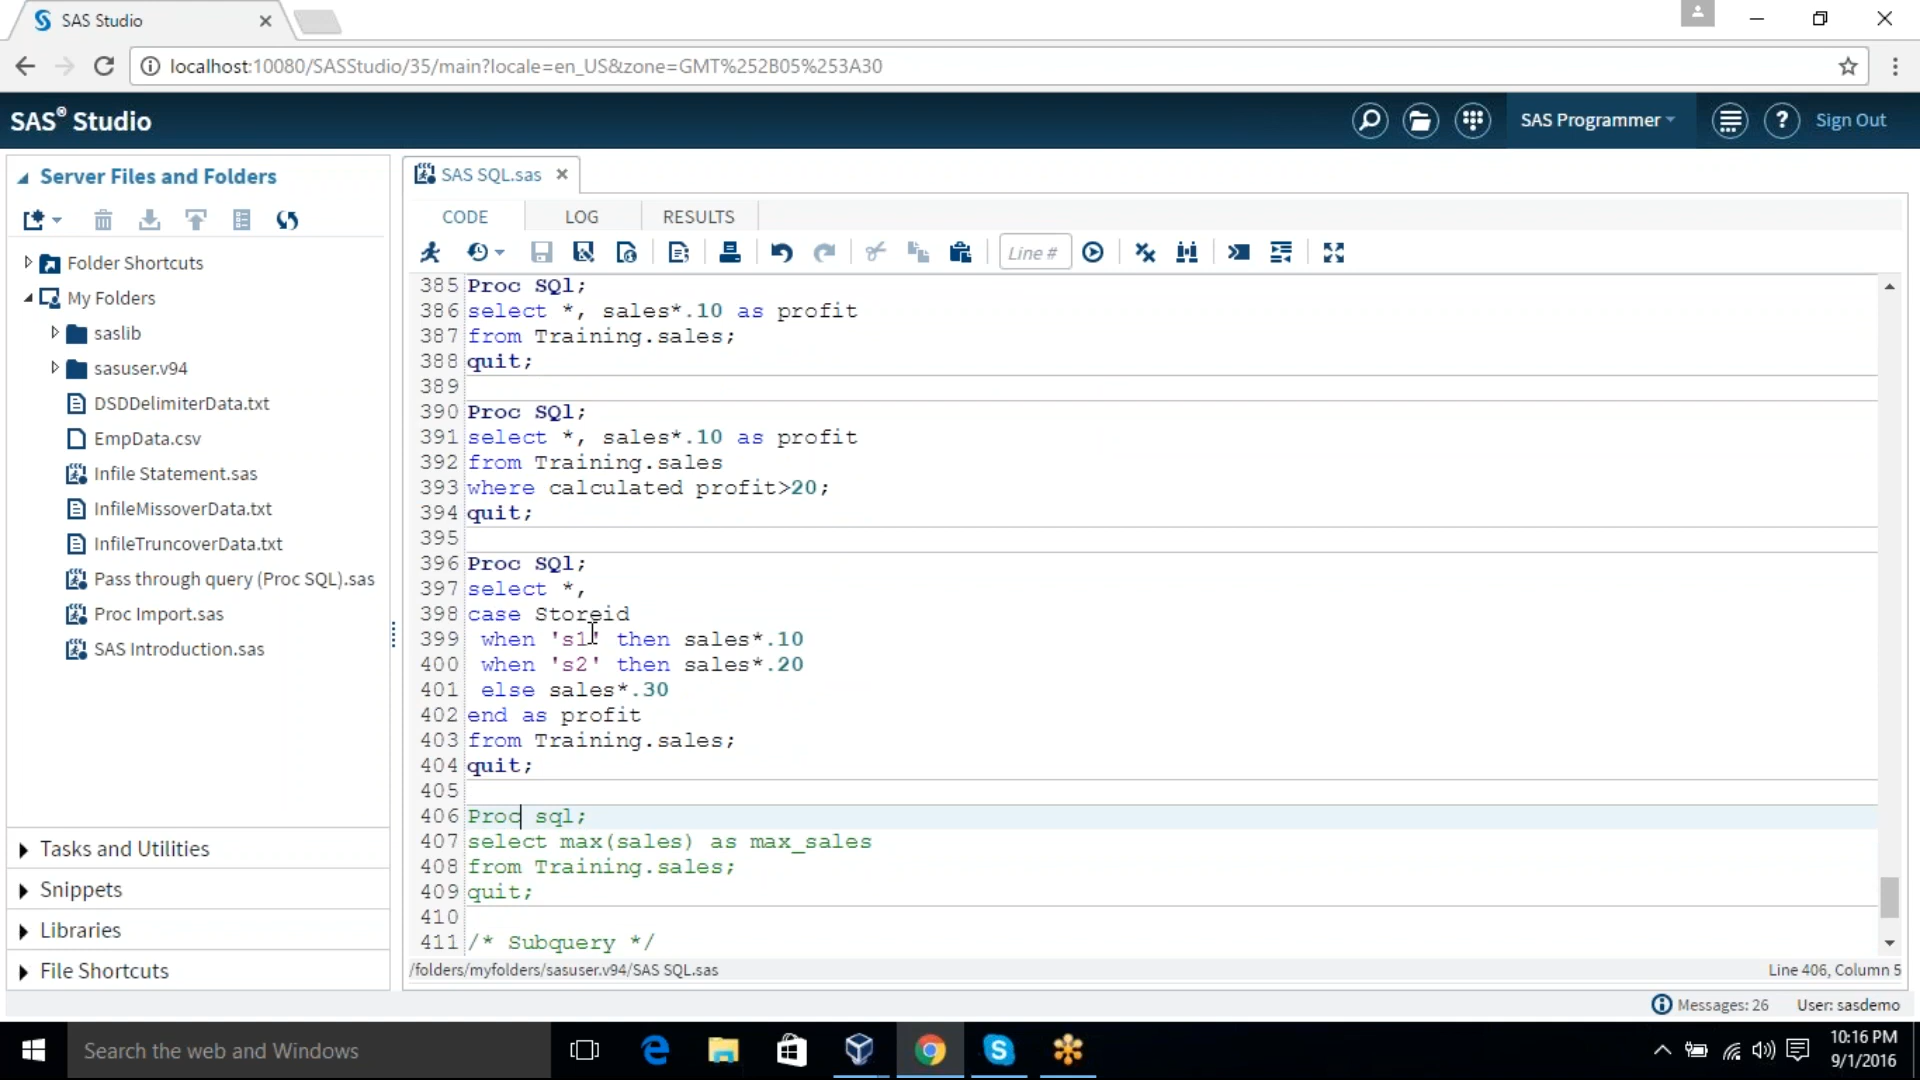 SAS Studio
localhost:10080/SASStudio/35/main?locale=en_US&zone=GMT%252B05%253A30
SAS® Studio
SAS Programmer
?
Sign Out
Server Files and Folders
Folder Shortcuts
My Folders
saslib
sasuser.v94
DSDDelimiterData.txt
EmpData.csv
Infile Statement.sas
InfileMissoverData.txt
InfileTruncoverData.txt
Pass through query (Proc SQL).sas
Proc Import.sas
SAS Introduction.sas
Tasks and Utilities
Snippets
Libraries
File Shortcuts
SAS SQL.sas
CODE LOG RESULTS
Line #
385 Proc SQl;
386 select *, sales*.10 as profit
387 from Training.sales;
388 quit;
389
390 Proc SQl;
391 select *, sales*.10 as profit
392 from Training.sales
393 where calculated profit>20;
394 quit;
395
396 Proc SQl;
397 select *,
398 case Storeid
399 when 's1' then sales*.10
400 when 's2' then sales*.20
401 else sales*.30
402 end as profit
403 from Training.sales;
404 quit;
405
406 Proc sql;
407 select max(sales) as max_sales
408 from Training.sales;
409 quit;
410
411 /* Subquery */
/folders/myfolders/sasuser.v94/SAS SQL.sas
Line 406, Column 5
Messages: 26 User: sasdemo
Search the web and Windows
10:16 PM
9/1/2016